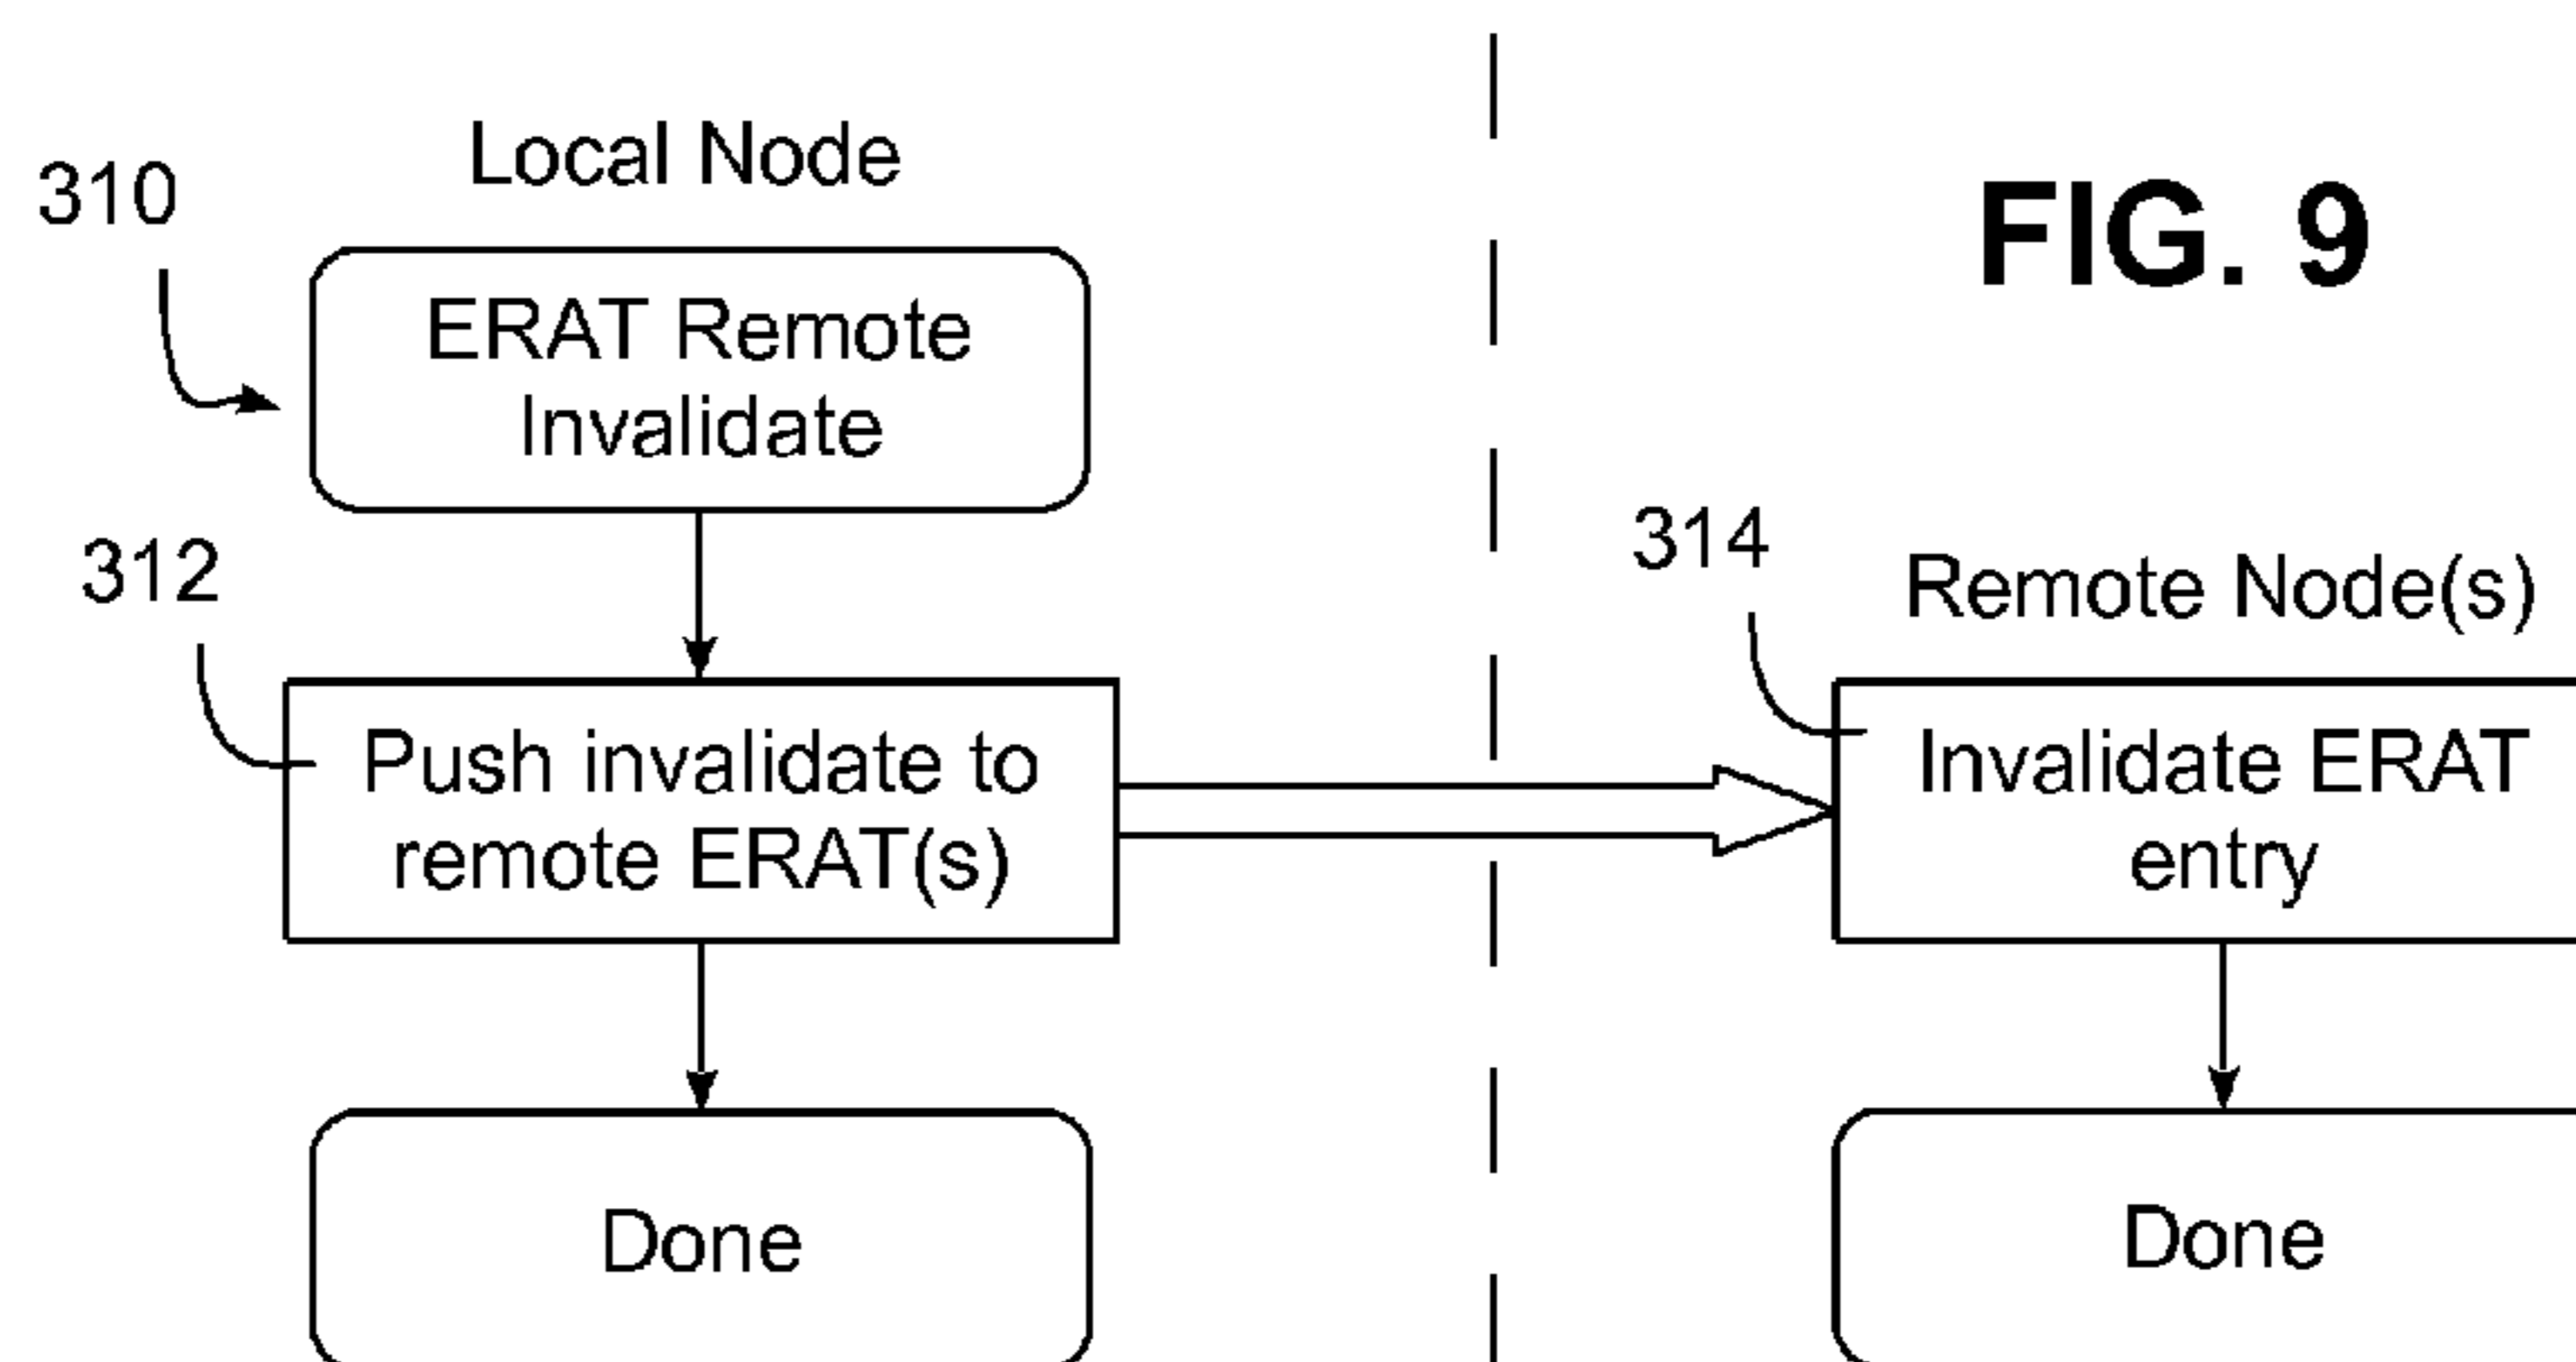 FIG. 9
Local Node
310
ERAT Remote
Invalidate
312
Push invalidate to
remote ERAT(s)
Done
314
Remote Node(s)
Invalidate ERAT
entry
Done